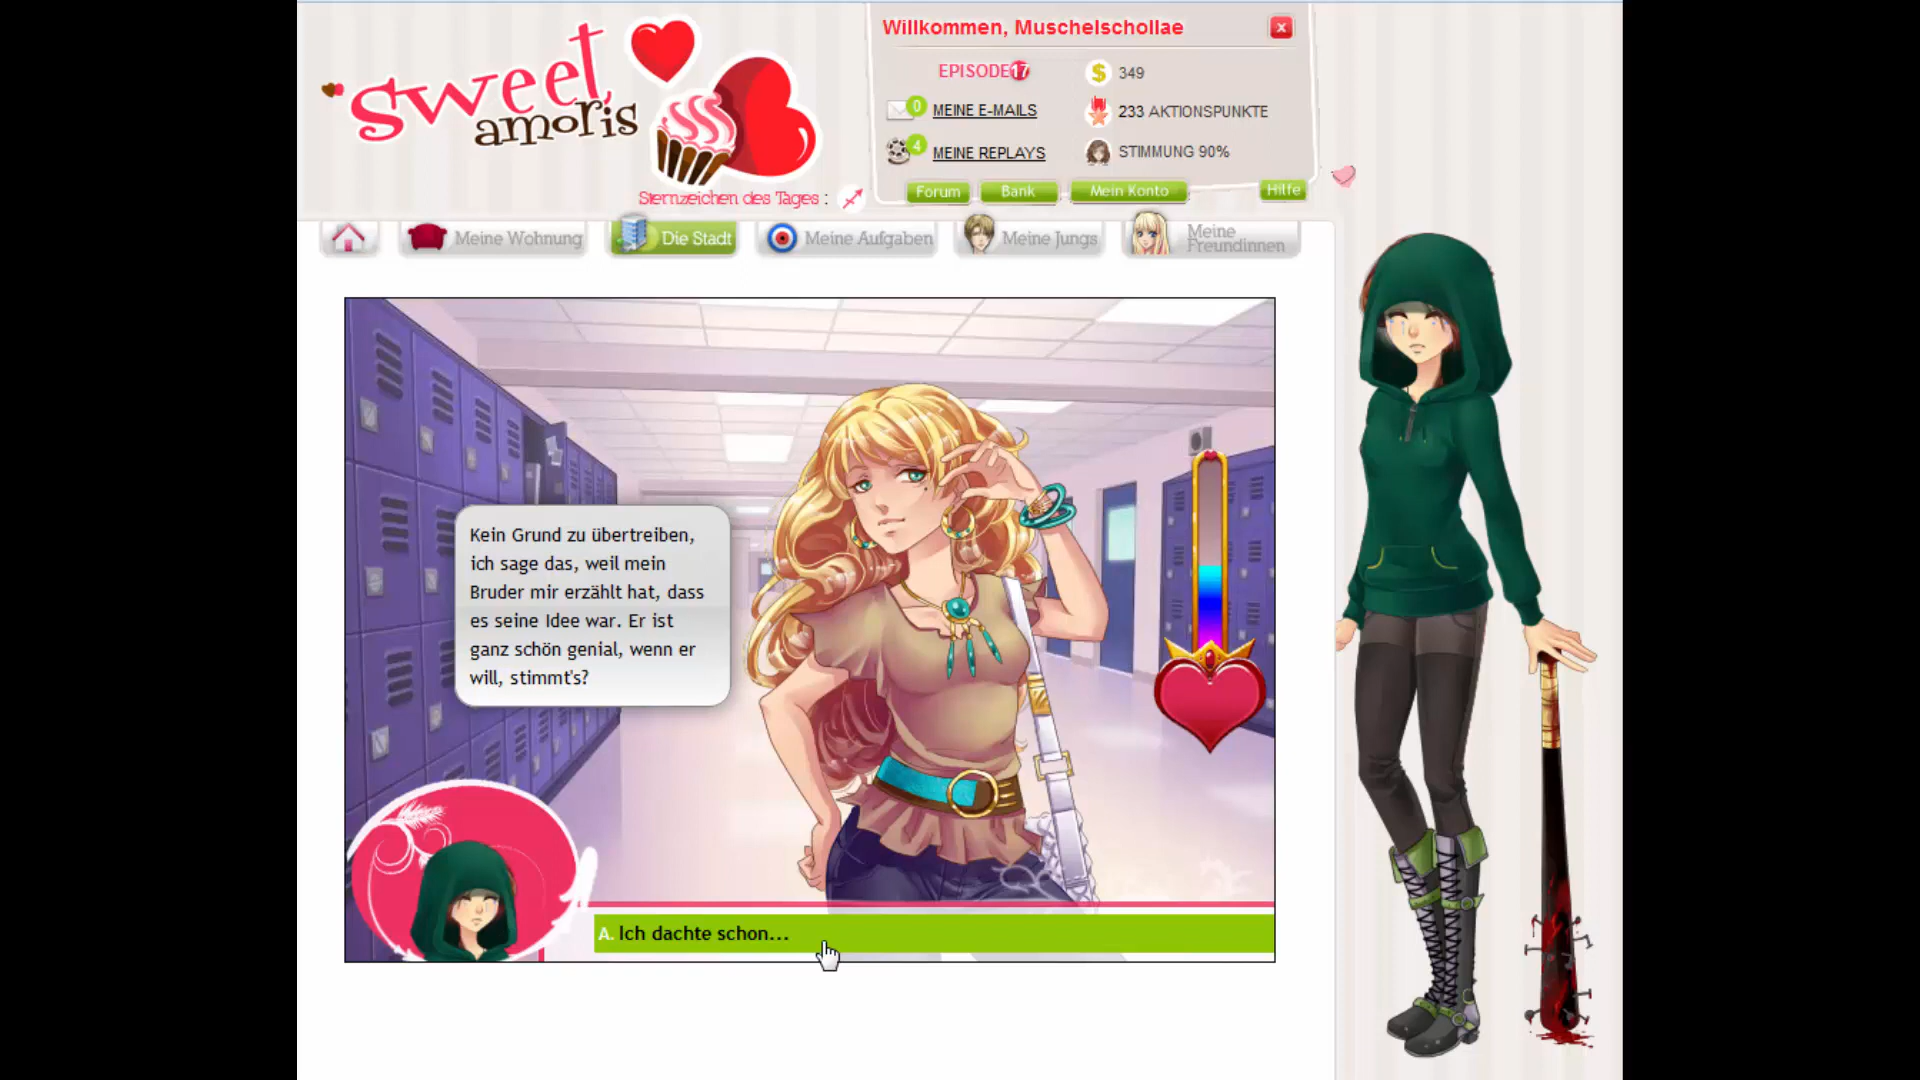 Sweet
amoris
Willkommen, Muschelschollae
x
EPISODE 17
$ 349
0 MEINE E-MAILS
233 AKTIONSPUNKTE
4 MEINE REPLAYS
STIMMUNG 90%
Sternzeichen des Tages :
Forum
Bank
Mein Konto
Hilfe
Meine Wohnung
Die Stadt
Meine Aufgaben
Meine Jungs
Meine
Freundinnen
Kein Grund zu übertreiben,
ich sage das, weil mein
Bruder mir erzählt hat, dass
es seine Idee war. Er ist
ganz schön genial, wenn er
will, stimmt's?
A. Ich dachte schon...